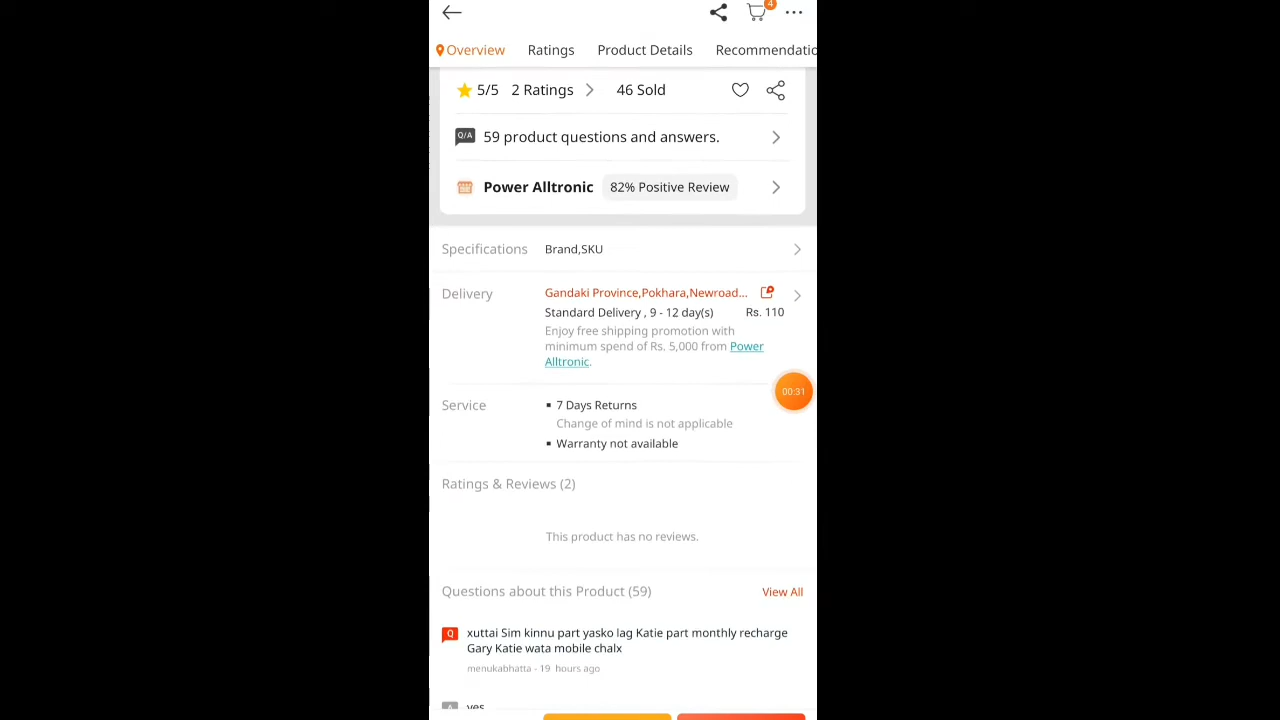 4
Overview Ratings Product Details Recommendatio
5/5 2 Ratings 46 Sold
Q/A 59 product questions and answers.
Power Alltronic 82% Positive Review
Specifications Brand,SKU
Delivery Gandaki Province,Pokhara,Newroad...
Standard Delivery , 9 - 12 day(s) Rs. 110
Enjoy free shipping promotion with
minimum spend of Rs. 5,000 from Power
Alltronic.
00:31
Service ▪ 7 Days Returns
Change of mind is not applicable
▪ Warranty not available
Ratings & Reviews (2)
This product has no reviews.
Questions about this Product (59) View All
Q xuttai Sim kinnu part yasko lag Katie part monthly recharge
Gary Katie wata mobile chalx
menukabhatta - 19 hours ago
A yes